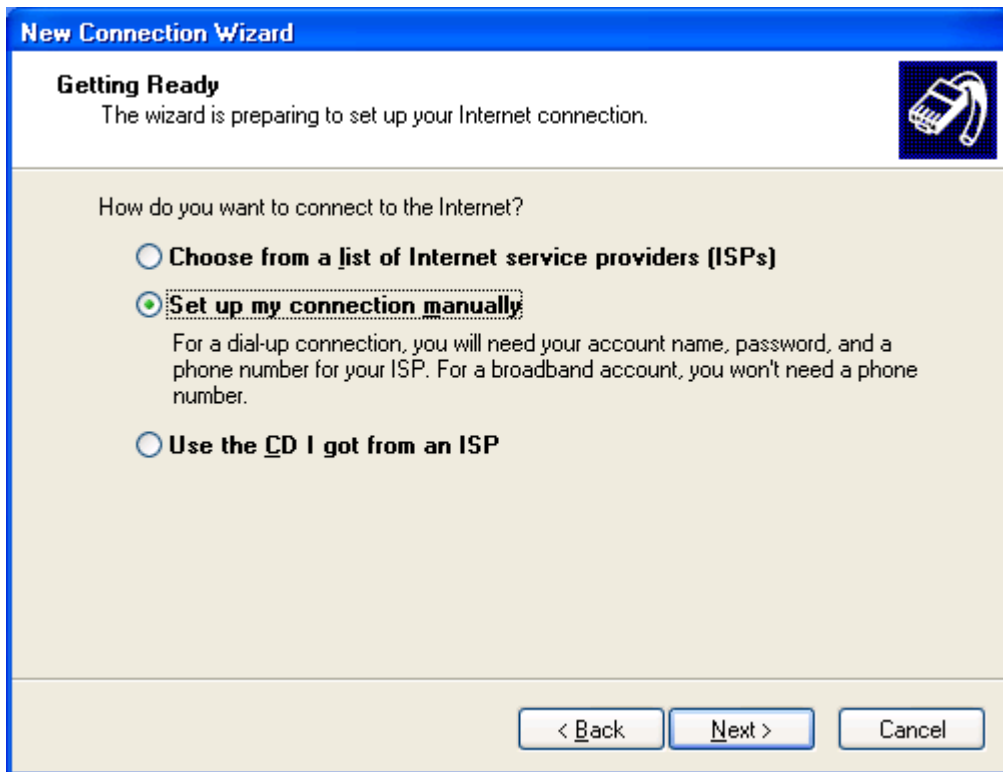 New Connection Wizard
Getting Ready
The wizard is preparing to set up your Internet connection.
How do you want to connect to the Internet?
Choose from a list of Internet service providers (ISPs)
Set up my connection manually
For a dial-up connection, you will need your account name, password, and a
phone number for your ISP. For a broadband account, you won't need a phone
number.
Use the CD I got from an ISP
< Back Next > Cancel